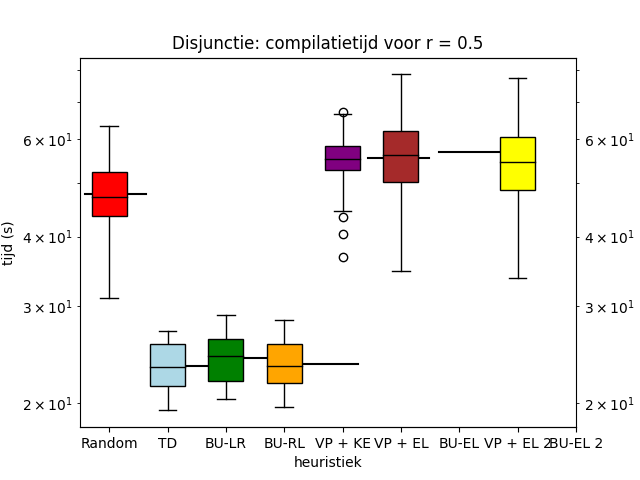 Disjunctie: compilatietijd voor r = 0.5
tijd (s)
6 × 10¹
4 × 10¹
3 × 10¹
2 × 10¹
6 × 10¹
4 × 10¹
3 × 10¹
2 × 10¹
Random TD BU-LR BU-RL VP + KE VP + EL BU-EL VP + EL 2 BU-EL 2
heuristiek